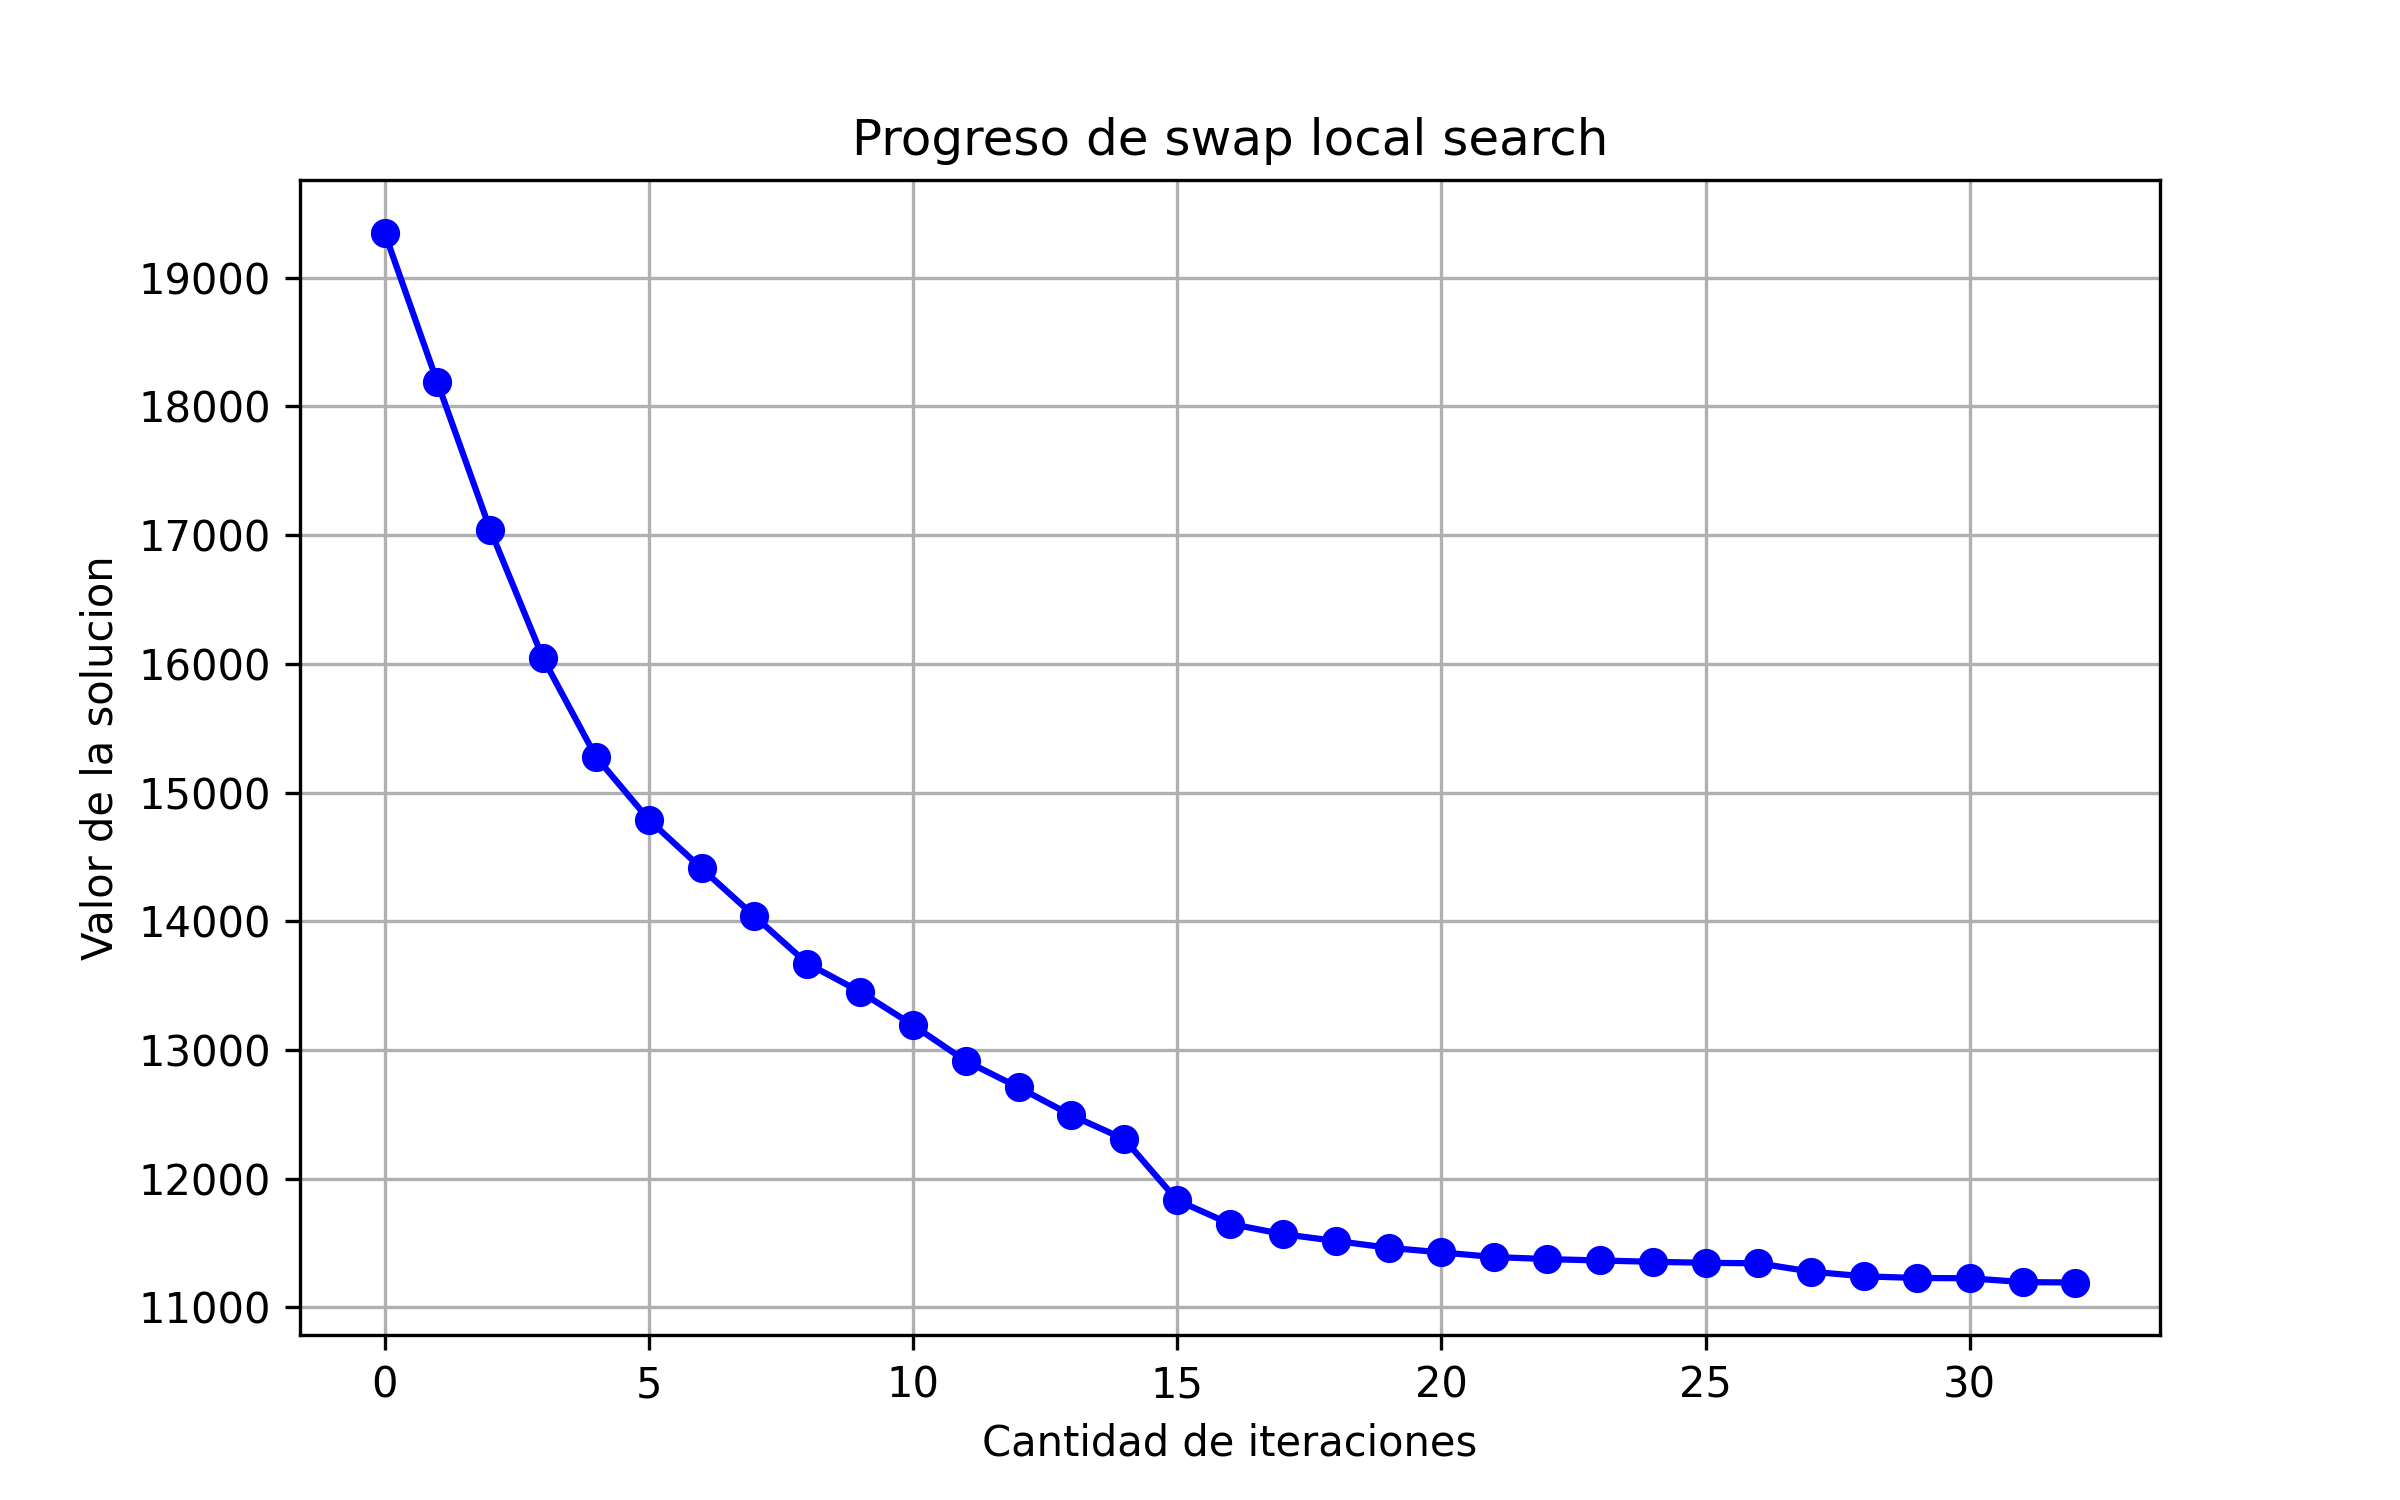 Progreso de swap local search
19000
18000
17000
16000
15000
14000
13000
12000
11000
Valor de la solucion
0 5 10 15 20 25 30
Cantidad de iteraciones